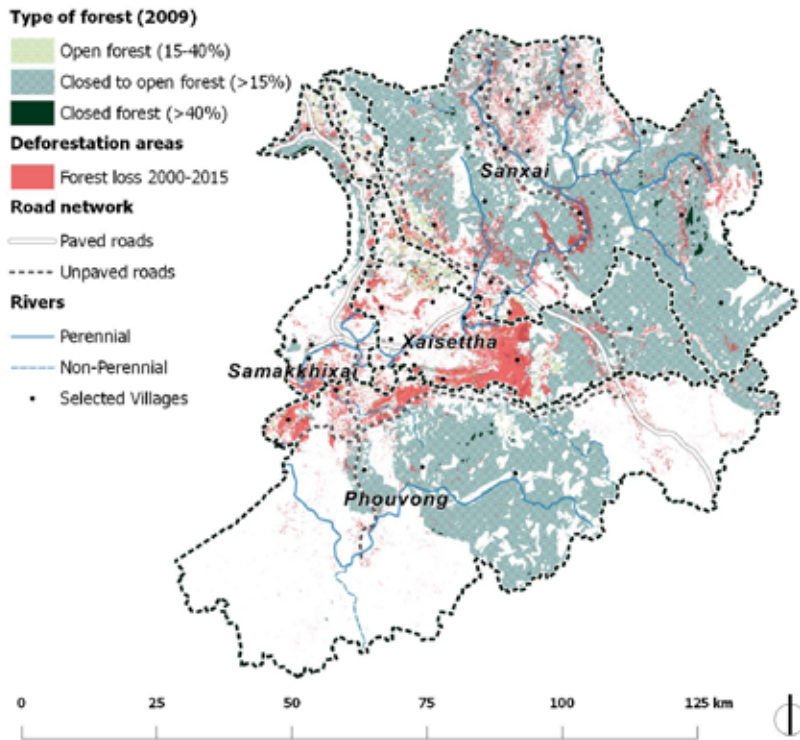 Type of forest (2009)
Open forest (15-40%)
Closed to open forest (>15%)
Closed forest (>40%)
Deforestation areas
Forest loss 2000-2015
Road network
Paved roads
Unpaved roads
Rivers
Perennial
Non-Perennial
Selected Villages
Sanxai
Xaisettha
Samakkhixai
Phouvong
0 25 50 75 100 125 km